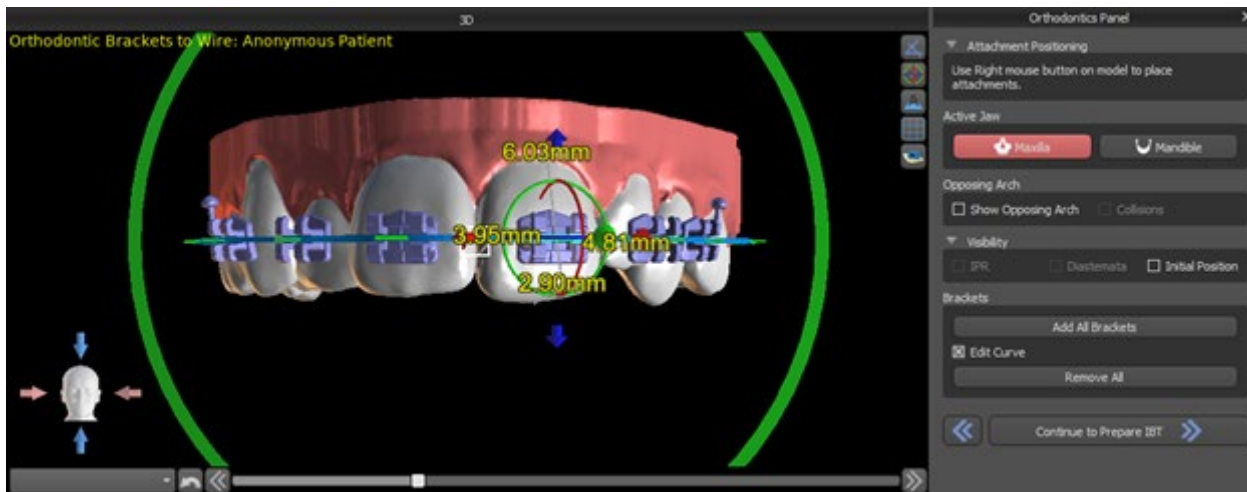 3D
Orthodontic Brackets to Wire: Anonymous Patient
6.03mm
3.95mm
4.81mm
2.90mm
Orthodontics Panel
Attachment Positioning
Use Right mouse button on model to place
attachments.
Active Jaw
Maxilla
Mandible
Opposing Arch
Show Opposing Arch
Collisions
Visibility
IPR
Diastemata
Initial Position
Brackets
Add All Brackets
Edit Curve
Remove All
Continue to Prepare IBT